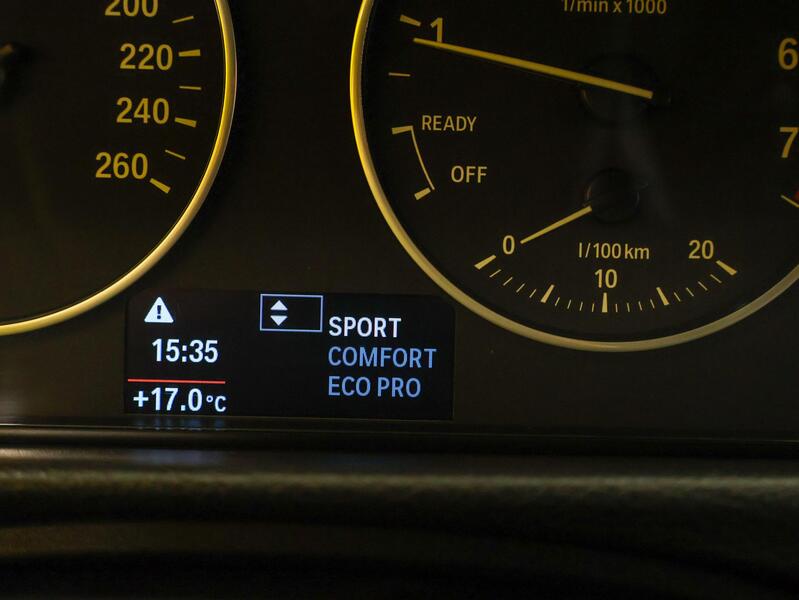 200
220
240
260
1/min x 1000
1
6
7
READY
OFF
0
l/100 km
10
20
15:35
+17.0°C
SPORT
COMFORT
ECO PRO